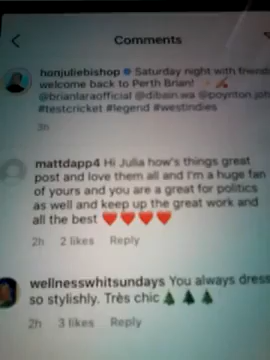 Comments
honjuliebishop Saturday night with friends
welcome back to Perth Brian!
@brianlaraofficial @dibain.wa @poynton
#testcricket #legend #westindies
3h
mattdapp4 Hi Julia how's things great
post and love them all and I'm a huge fan
of yours and you are a great for politics
as well and keep up the great work and
all the best ❤️❤️❤️❤️
2h 2 likes Reply
wellnesswhitsundays You always dress
so stylishly. Très chic 🌲🌲🌲
2h 3 likes Reply